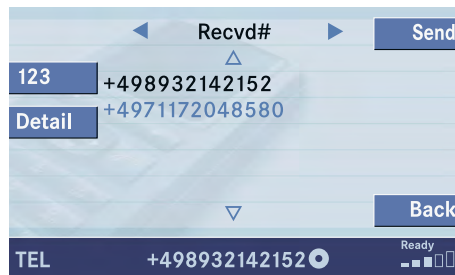 Recvd#
Send
123
+498932142152
Detail
+4971172048580
Back
TEL
+498932142152
Ready